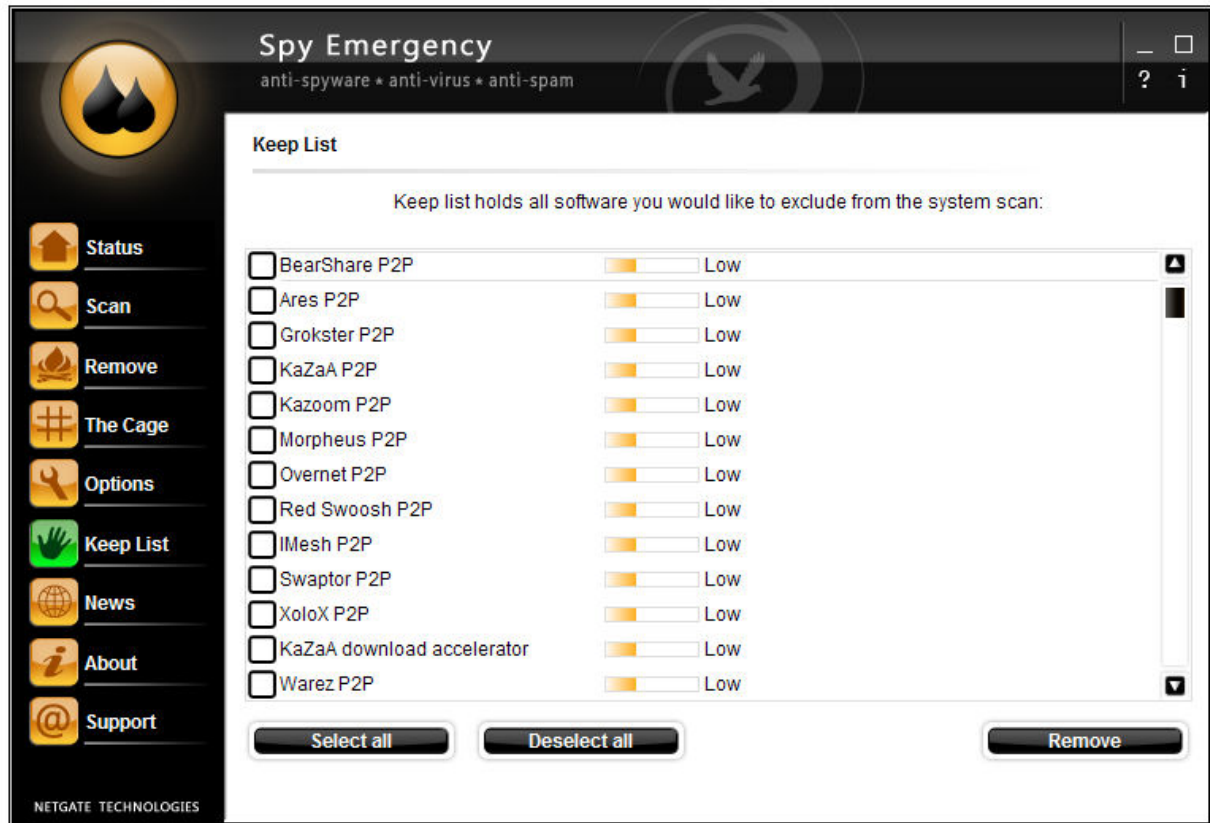 Spy Emergency
anti-spyware ★ anti-virus ★ anti-spam
? i
Keep List
Keep list holds all software you would like to exclude from the system scan:
Status
Scan
Remove
The Cage
Options
Keep List
News
About
Support
NETGATE TECHNOLOGIES
BearShare P2P Low
Ares P2P Low
Grokster P2P Low
KaZaA P2P Low
Kazoom P2P Low
Morpheus P2P Low
Overnet P2P Low
Red Swoosh P2P Low
IMesh P2P Low
Swaptor P2P Low
XoloX P2P Low
KaZaA download accelerator Low
Warez P2P Low
Select all Deselect all Remove